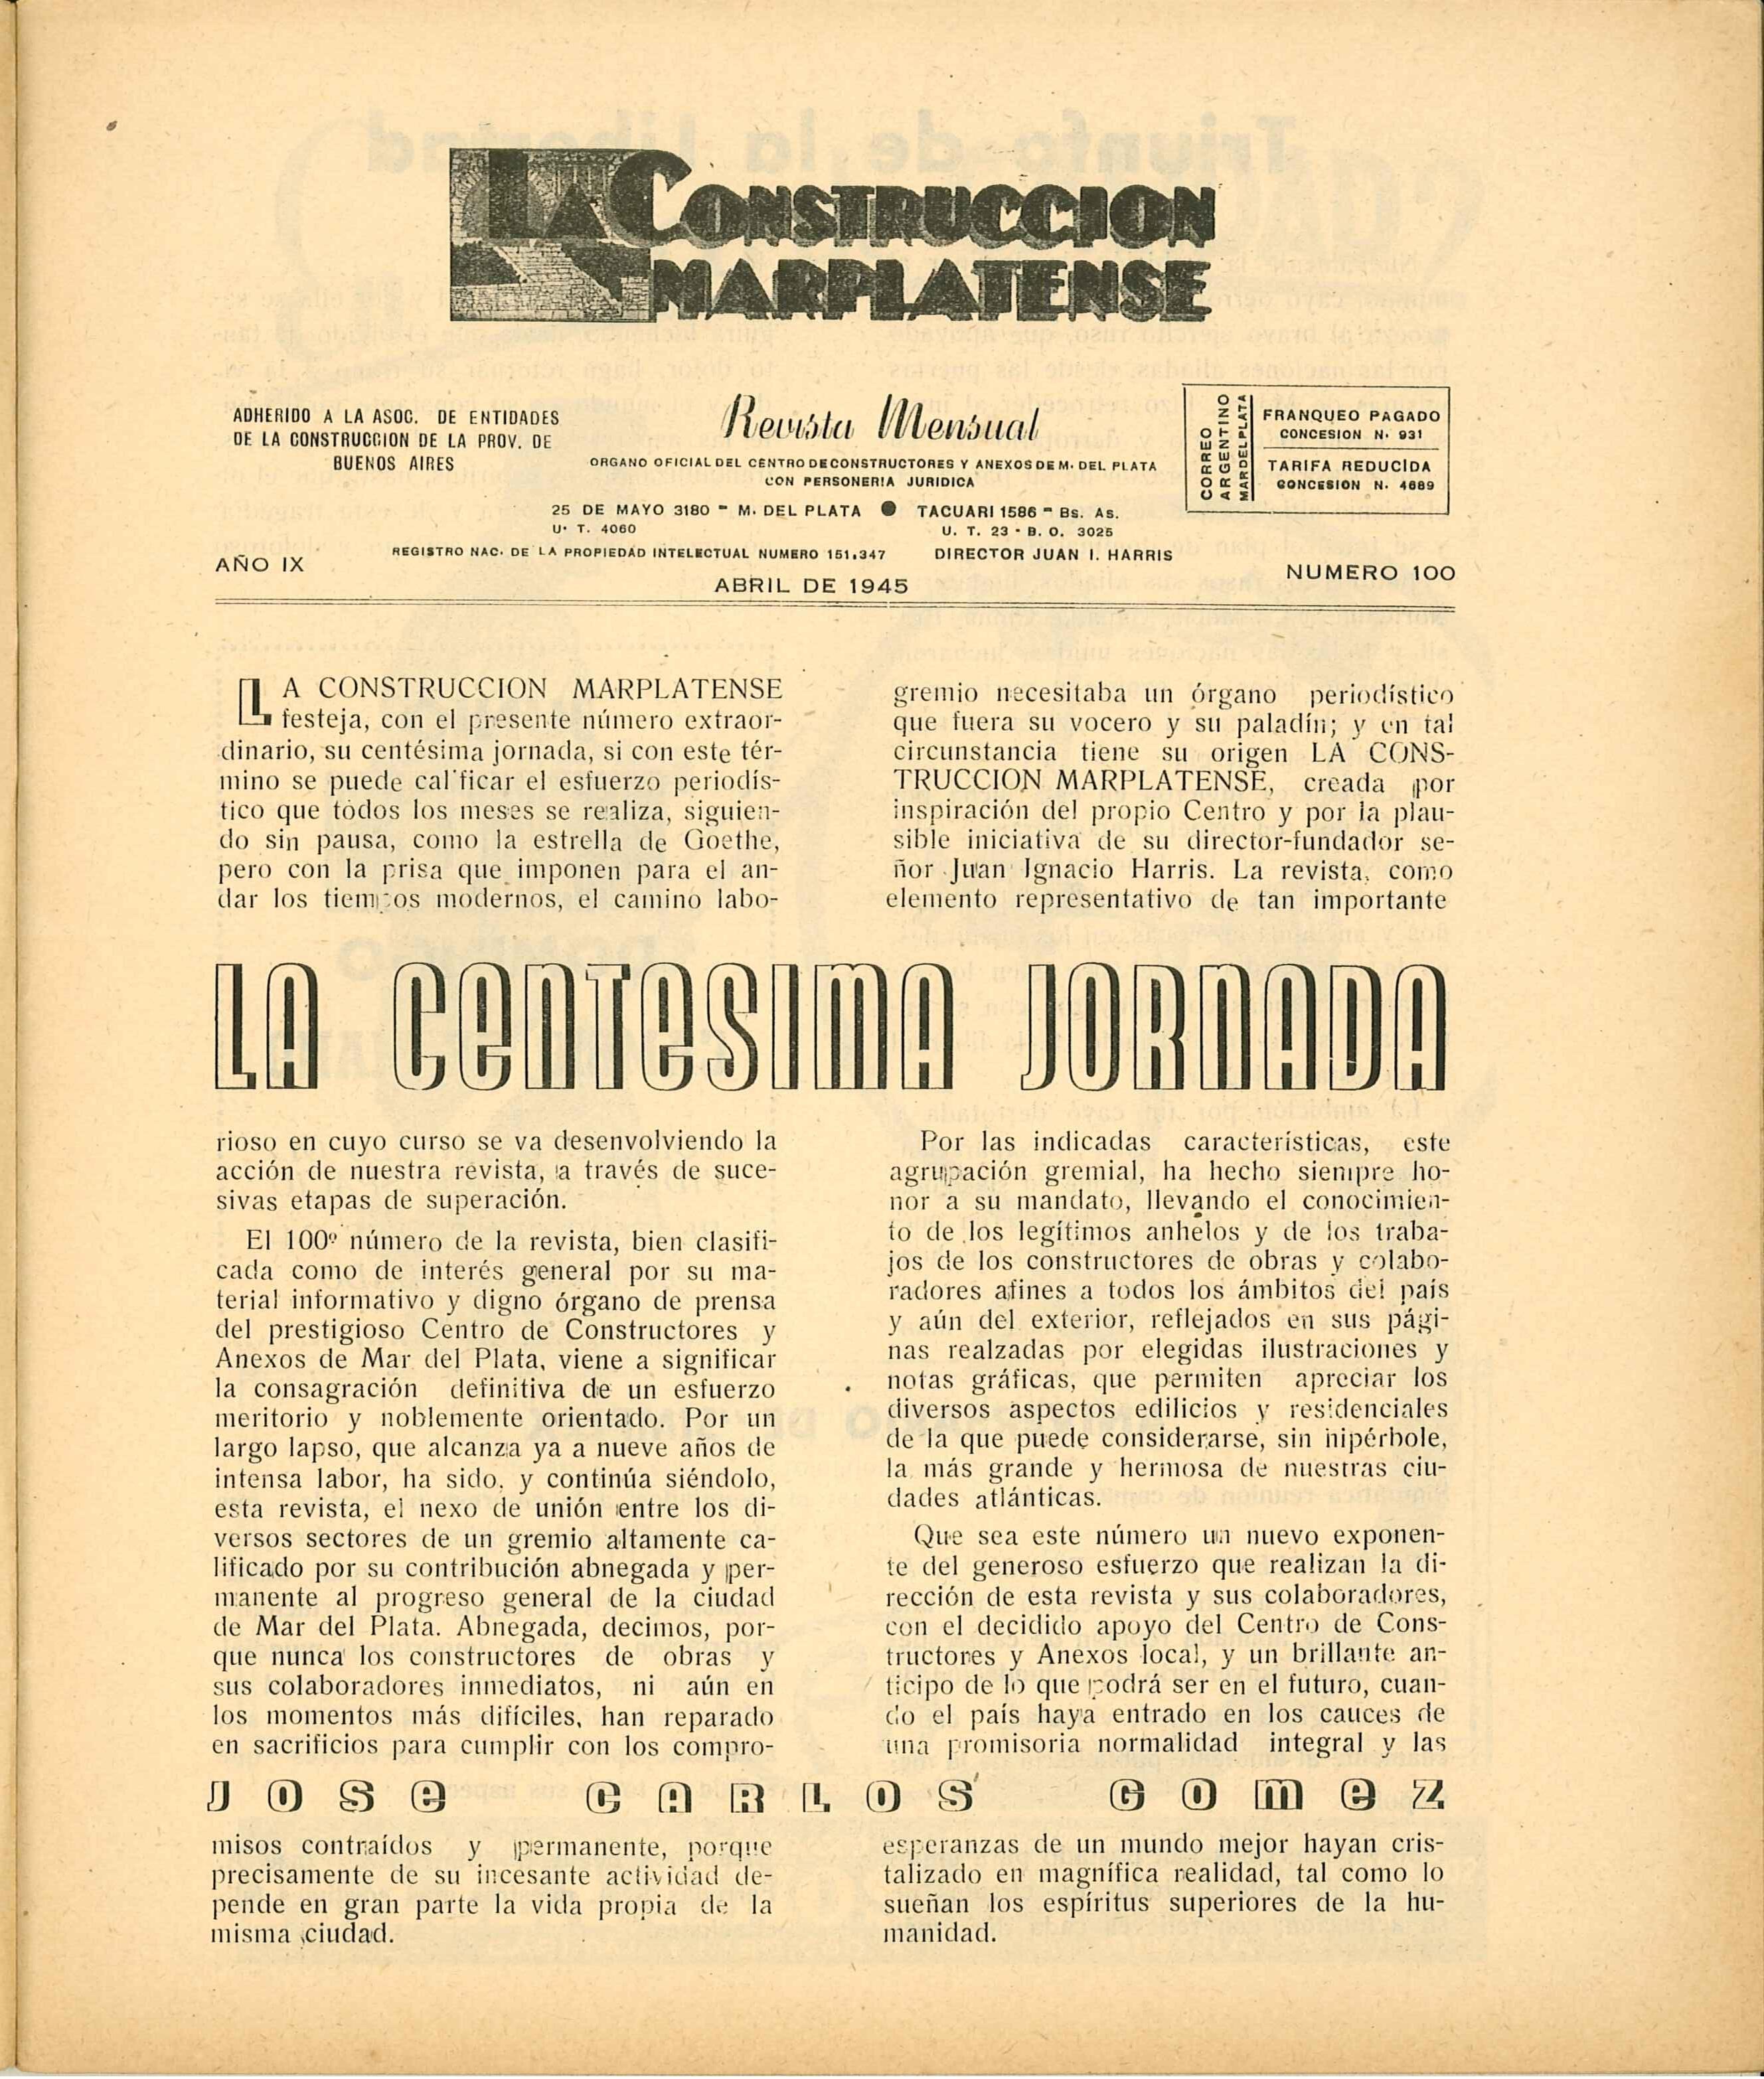 LA CONSTRUCCION
MARPLATENSE
ADHERIDO A LA ASOC. DE ENTIDADES
DE LA CONSTRUCCION DE LA PROV. DE
BUENOS AIRES
Revista Mensual
ORGANO OFICIAL DEL CENTRO DE CONSTRUCTORES Y ANEXOS DE M. DEL PLATA
CON PERSONERIA JURIDICA
25 DE MAYO 3180 - M. DEL PLATA ● TACUARI 1586 - Bs. As.
U. T. 4060 U. T. 23 - B. O. 3025
REGISTRO NAC. DE LA PROPIEDAD INTELECTUAL NUMERO 151.347 DIRECTOR JUAN I. HARRIS
CORREO
ARGENTINO
MAR DEL PLATA
FRANQUEO PAGADO
CONCESION N. 931
TARIFA REDUCIDA
CONCESION N. 4689
AÑO IX
ABRIL DE 1945
NUMERO 100
LA CONSTRUCCION MARPLATENSE
festeja, con el presente número extraor-
dinario, su centésima jornada, si con este tér-
mino se puede calificar el esfuerzo periodís-
tico que todos los meses se realiza, siguien-
do sin pausa, como la estrella de Goethe,
pero con la prisa que imponen para el an-
dar los tiempos modernos, el camino labo-
gremio necesitaba un órgano periodístico
que fuera su vocero y su paladín; y en tal
circunstancia tiene su origen LA CONS-
TRUCCION MARPLATENSE, creada por
inspiración del propio Centro y por la plau-
sible iniciativa de su director-fundador se-
ñor Juan Ignacio Harris. La revista, como
elemento representativo de tan importante
LA CENTESIMA JORNADA
rioso en cuyo curso se va desenvolviendo la
acción de nuestra revista, a través de suce-
sivas etapas de superación.
El 100º número de la revista, bien clasifi-
cada como de interés general por su ma-
terial informativo y digno órgano de prensa
del prestigioso Centro de Constructores y
Anexos de Mar del Plata, viene a significar
la consagración definitiva de un esfuerzo
meritorio y noblemente orientado. Por un
largo lapso, que alcanza ya a nueve años de
intensa labor, ha sido, y continúa siéndolo,
esta revista, el nexo de unión entre los di-
versos sectores de un gremio altamente ca-
lificado por su contribución abnegada y per-
manente al progreso general de la ciudad
de Mar del Plata. Abnegada, decimos, por-
que nunca los constructores de obras y
sus colaboradores inmediatos, ni aún en
los momentos más difíciles, han reparado
en sacrificios para cumplir con los compro-
Por las indicadas características, este
agrupación gremial, ha hecho siempre ho-
nor a su mandato, llevando el conocimien-
to de los legítimos anhelos y de los traba-
jos de los constructores de obras y colabo-
radores afines a todos los ámbitos del país
y aún del exterior, reflejados en sus pági-
nas realzadas por elegidas ilustraciones y
notas gráficas, que permiten apreciar los
diversos aspectos edilicios y residenciales
de la que puede considerarse, sin hipérbole,
la más grande y hermosa de nuestras ciu-
dades atlánticas.
Que sea este número un nuevo exponen-
te del generoso esfuerzo que realizan la di-
rección de esta revista y sus colaboradores,
con el decidido apoyo del Centro de Cons-
tructores y Anexos local, y un brillante an-
ticipo de lo que podrá ser en el futuro, cuan-
do el país haya entrado en los cauces de
una promisoria normalidad integral y las
JOSE CARLOS GOMEZ
misos contraídos y permanente, porque
precisamente de su incesante actividad de-
pende en gran parte la vida propia de la
misma ciudad.
esperanzas de un mundo mejor hayan cris-
talizado en magnífica realidad, tal como lo
sueñan los espíritus superiores de la hu-
manidad.